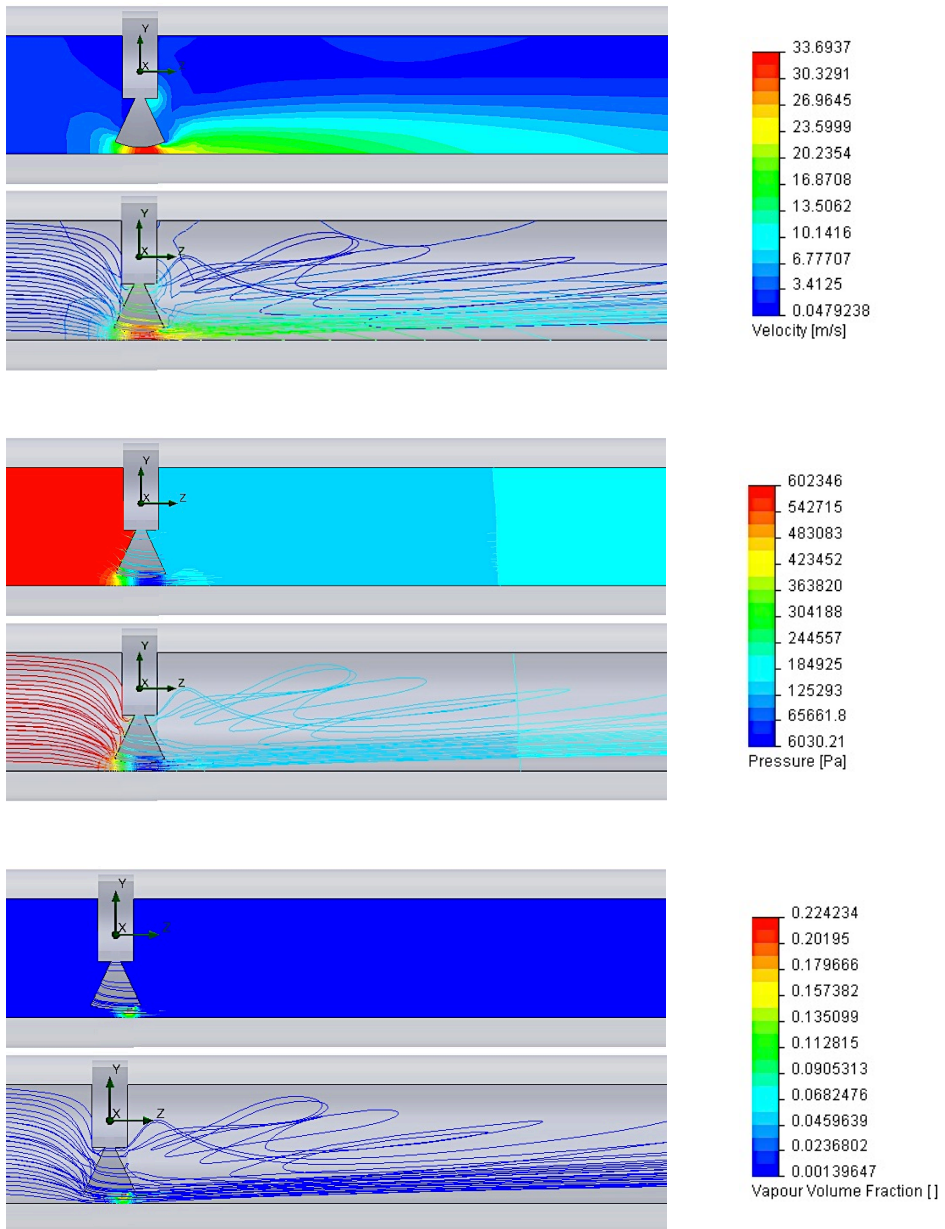 Y
X
Z
Y
X
Z
33.6937
30.3291
26.9645
23.5999
20.2354
16.8708
13.5062
10.1416
6.77707
3.4125
0.0479238
Velocity [m/s]
Y
X
Z
Y
X
Z
602346
542715
483083
423452
363820
304188
244557
184925
125293
65661.8
6030.21
Pressure [Pa]
Y
X
Z
Y
X
Z
0.224234
0.20195
0.179666
0.157382
0.135099
0.112815
0.0905313
0.0682476
0.0459639
0.0236802
0.00139647
Vapour Volume Fraction [ ]